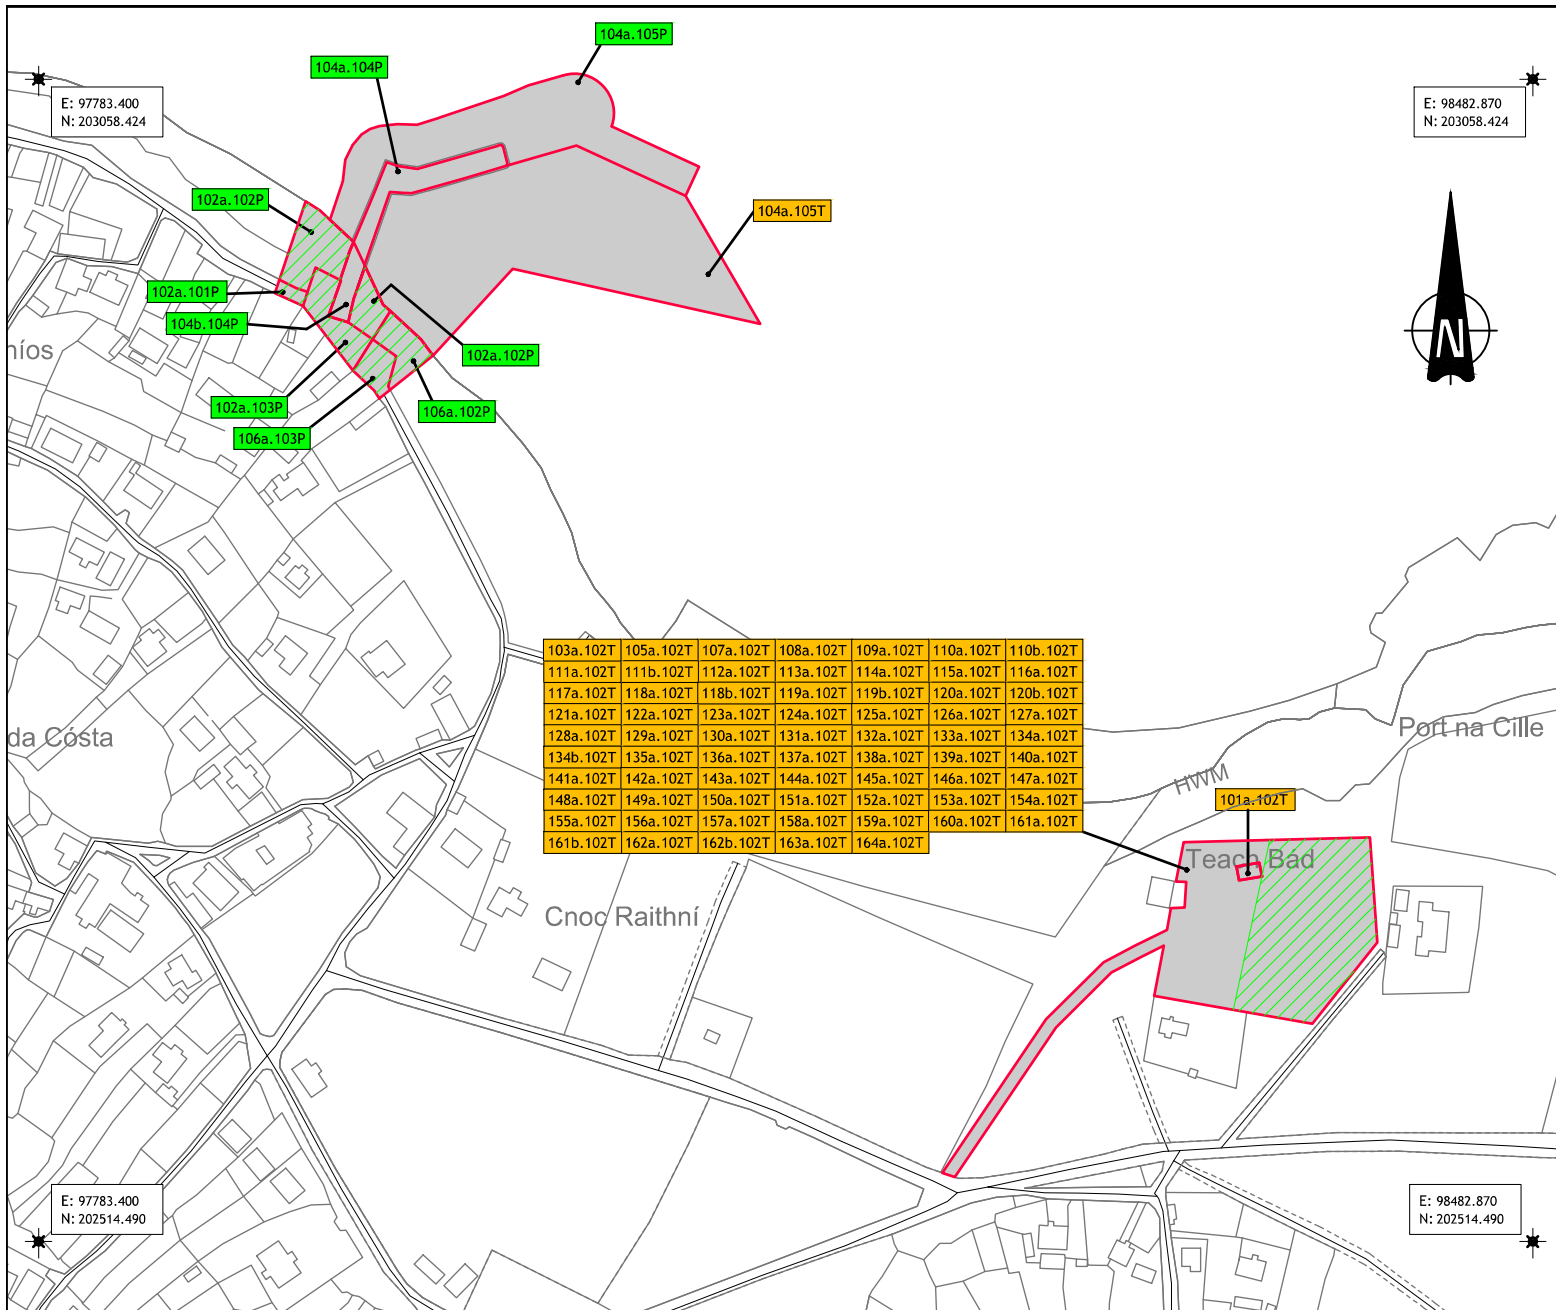 104a.105P
104a.104P
E: 97783.400
N: 203058.424
E: 98482.870
N: 203058.424
102a.102P
104a.105T
102a.101P
104b.104P
N
níos
102a.102P
102a.103P
106a.102P
106a.103P
103a.102T 105a.102T 107a.102T 108a.102T 109a.102T 110a.102T 110b.102T
111a.102T 111b.102T 112a.102T 113a.102T 114a.102T 115a.102T 116a.102T
117a.102T 118a.102T 118b.102T 119a.102T 119b.102T 120a.102T 120b.102T
121a.102T 122a.102T 123a.102T 124a.102T 125a.102T 126a.102T 127a.102T
128a.102T 129a.102T 130a.102T 131a.102T 132a.102T 133a.102T 134a.102T
134b.102T 135a.102T 136a.102T 137a.102T 138a.102T 139a.102T 140a.102T
141a.102T 142a.102T 143a.102T 144a.102T 145a.102T 146a.102T 147a.102T
148a.102T 149a.102T 150a.102T 151a.102T 152a.102T 153a.102T 154a.102T
155a.102T 156a.102T 157a.102T 158a.102T 159a.102T 160a.102T 161a.102T
161b.102T 162a.102T 162b.102T 163a.102T 164a.102T
da Cósta
Port na Cille
HWM
101a.102T
Teach Bád
Cnoc Raithní
E: 97783.400
N: 202514.490
E: 98482.870
N: 202514.490